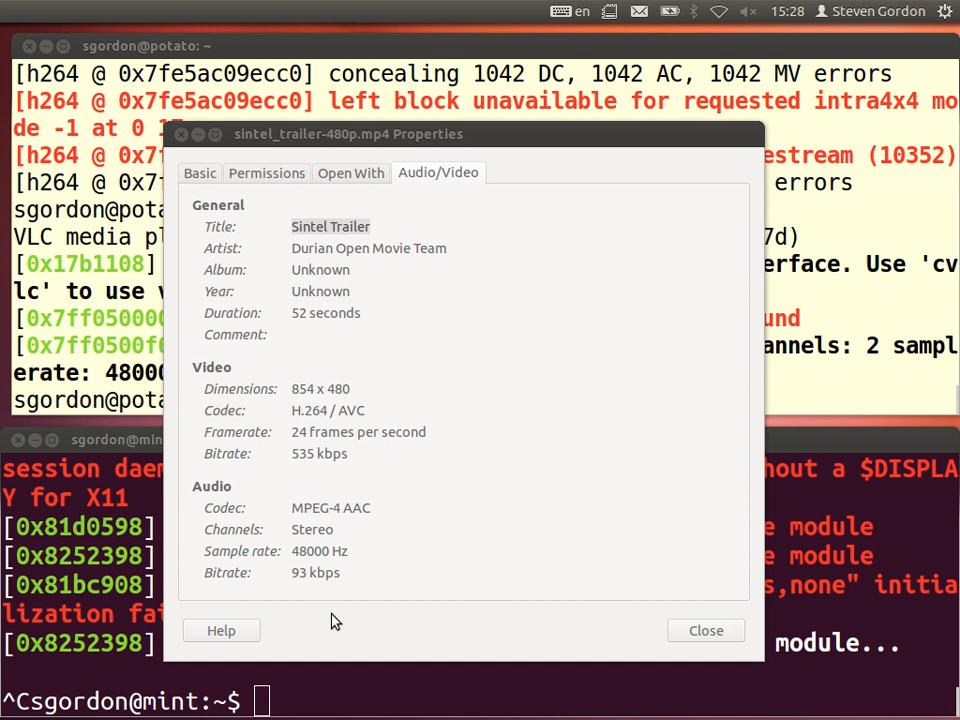 en 15:28 Steven Gordon
sgordon@potato: ~
[h264 @ 0x7fe5ac09ecc0] concealing 1042 DC, 1042 AC, 1042 MV errors
[h264 @ 0x7fe5ac09ecc0] left block unavailable for requested intra4x4 mo
de -1 at 0 1
sintel_trailer-480p.mp4 Properties
[h264 @ 0x7 estream (10352)
[h264 @ 0x7 errors
sgordon@pot
VLC media pl 7d)
[0x17b1108] erface. Use 'cv
lc' to use v
[0x7ff05000 und
[0x7ff0500f annels: 2 sampl
erate: 4800
sgordon@pota
Basic Permissions Open With Audio/Video
General
Title: Sintel Trailer
Artist: Durian Open Movie Team
Album: Unknown
Year: Unknown
Duration: 52 seconds
Comment:
Video
Dimensions: 854 x 480
Codec: H.264 / AVC
Framerate: 24 frames per second
Bitrate: 535 kbps
Audio
Codec: MPEG-4 AAC
Channels: Stereo
Sample rate: 48000 Hz
Bitrate: 93 kbps
Help Close
sgordon@min
session daem hout a $DISPLA
Y for X11
[0x81d0598] e module
[0x8252398] e module
[0x81bc908] s,none" initia
lization fai
[0x8252398] module...
^Csgordon@mint:~$